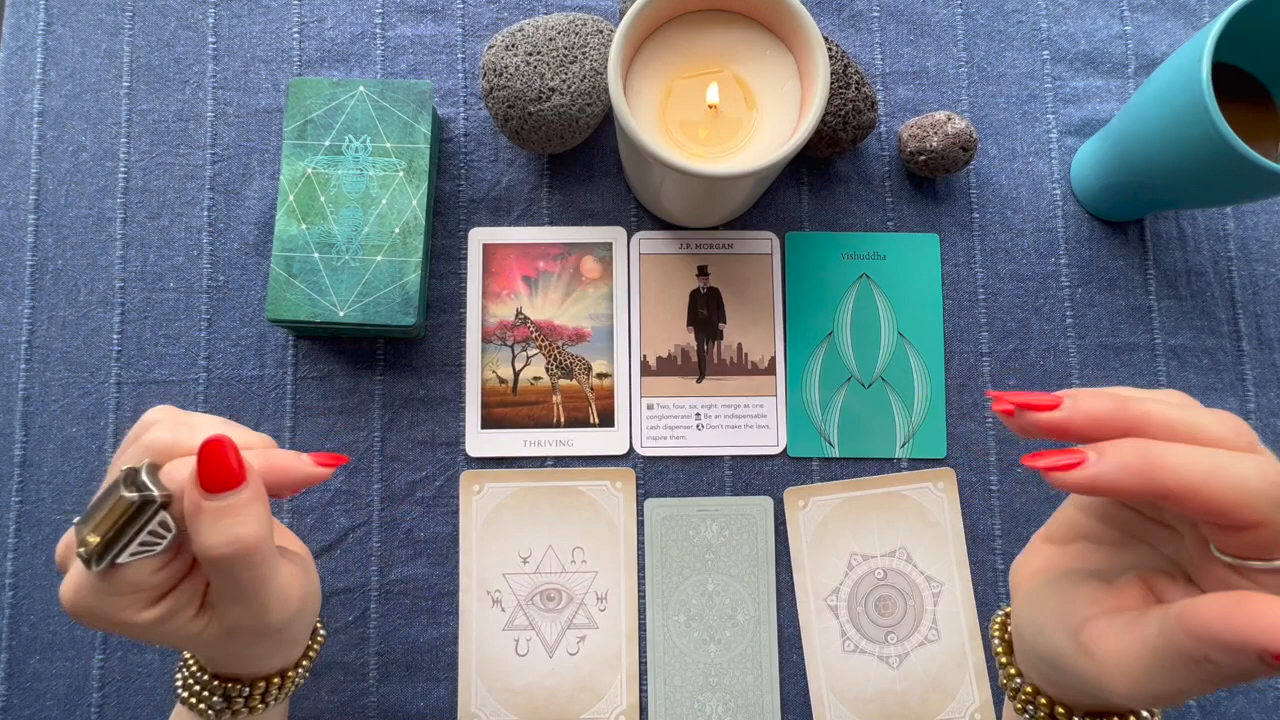 J.P. MORGAN
vishuddha
Two, four, six, eight: merge as one
conglomerate! Be an indispensable
cash dispenser. Don't make the laws,
inspire them.
THRIVING